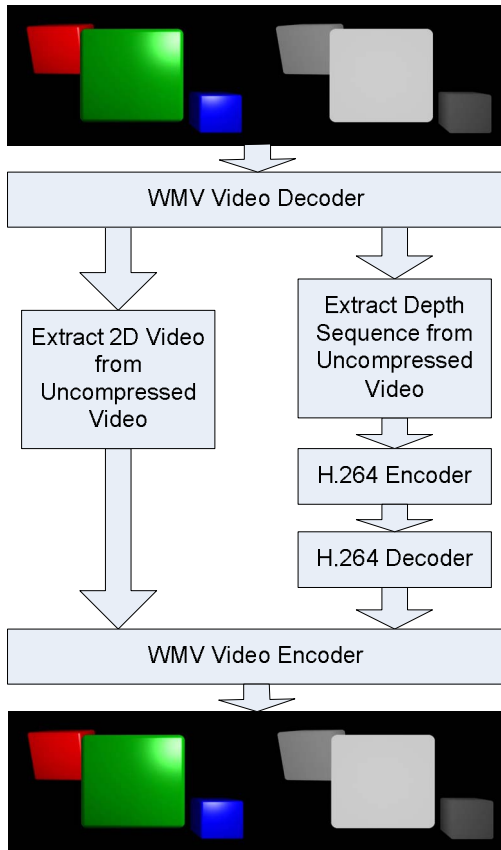 WMV Video Decoder
Extract 2D Video
from
Uncompressed
Video
Extract Depth
Sequence from
Uncompressed
Video
H.264 Encoder
H.264 Decoder
WMV Video Encoder